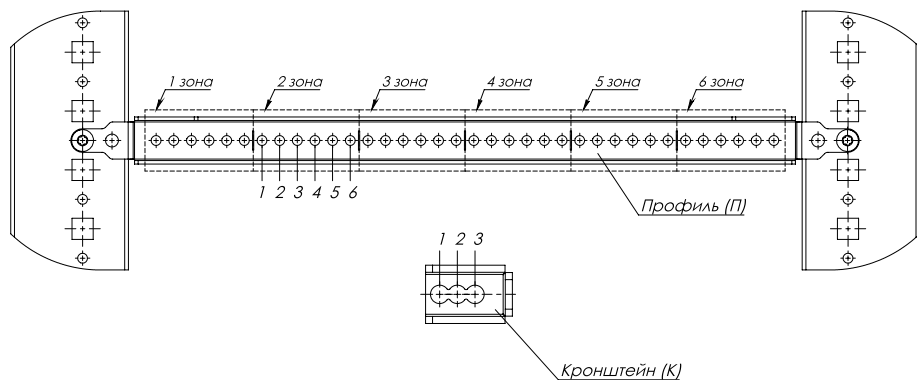 1 зона 2 зона 3 зона 4 зона 5 зона 6 зона
1 2 3 4 5 6
Профиль (П)
1 2 3
Кронштейн (К)